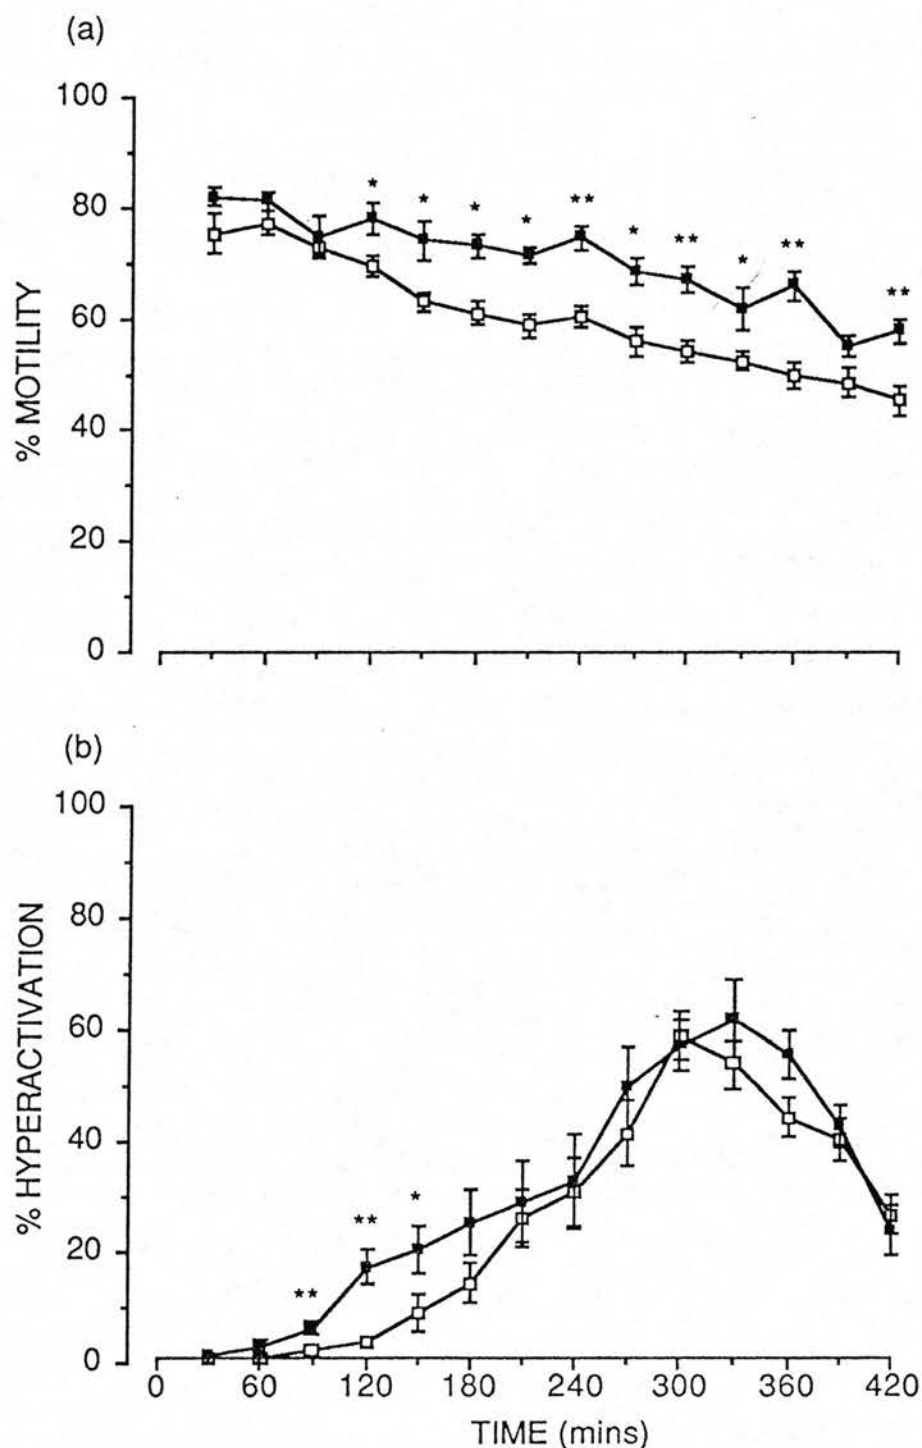 (a)
100
80
60
40
20
0
% MOTILITY
* * * * ** * ** * ** **
(b)
100
80
60
40
20
0
% HYPERACTIVATION
** ** *
0 60 120 180 240 300 360 420
TIME (mins)